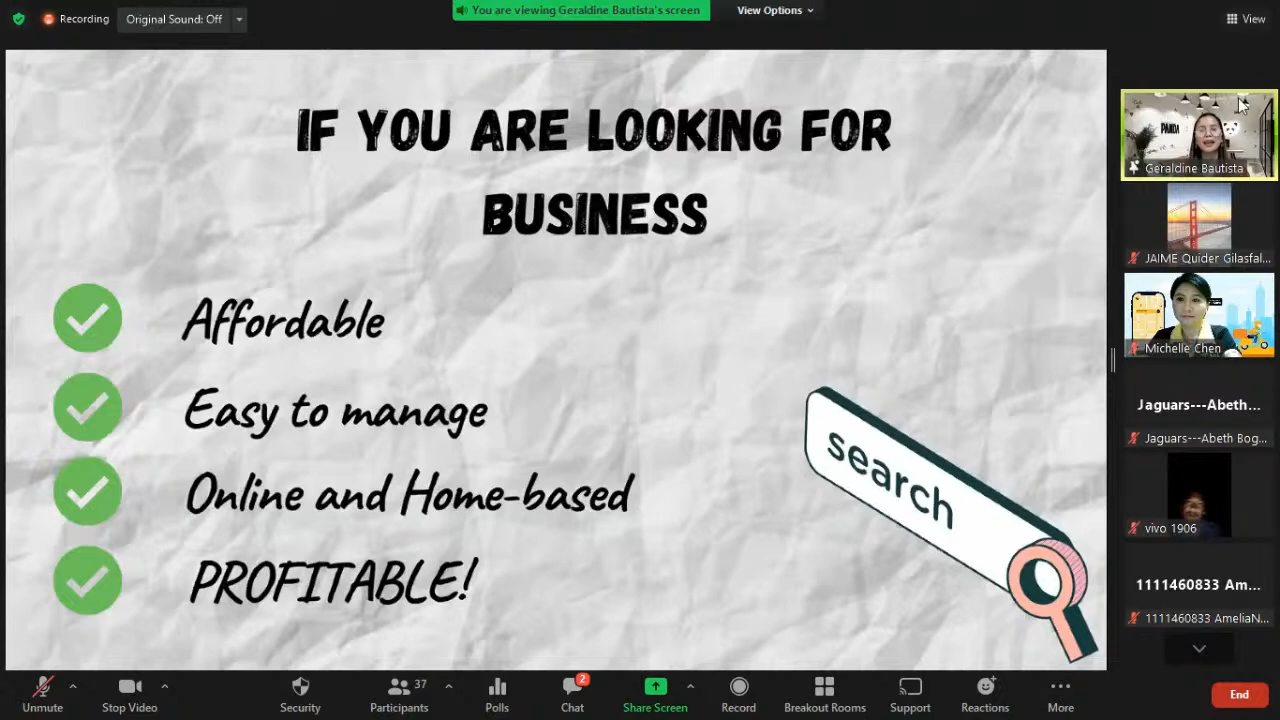 Recording
Original Sound: Off
You are viewing Geraldine Bautista's screen
View Options
View
IF YOU ARE LOOKING FOR
BUSINESS
Affordable
Easy to manage
Online and Home-based
PROFITABLE!
search
PANDA
Geraldine Bautista
JAIME Quider Gilasfal...
Michelle Chen
Jaguars---Abeth...
Jaguars---Abeth Bog...
vivo 1906
1111460833 Am...
1111460833 AmeliaN...
Unmute
Stop Video
Security
37
Participants
Polls
2
Chat
Share Screen
Record
Breakout Rooms
Support
Reactions
More
End